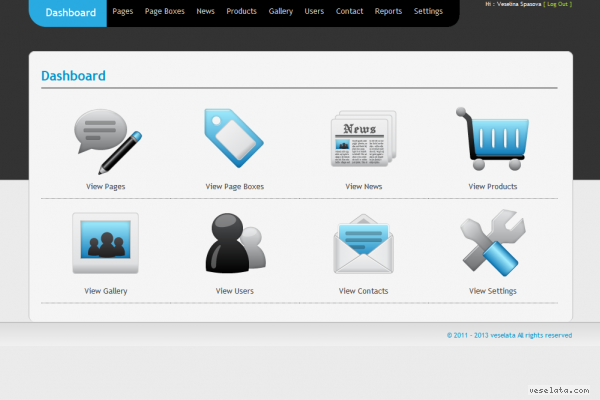 Dashboard Pages Page Boxes News Products Gallery Users Contact Reports Settings
Hi : Veselina Spasova [ Log Out ]
Dashboard
News
View Pages View Page Boxes View News View Products
View Gallery View Users View Contacts View Settings
© 2011 - 2013 veselata All rights reserved
veselata.com